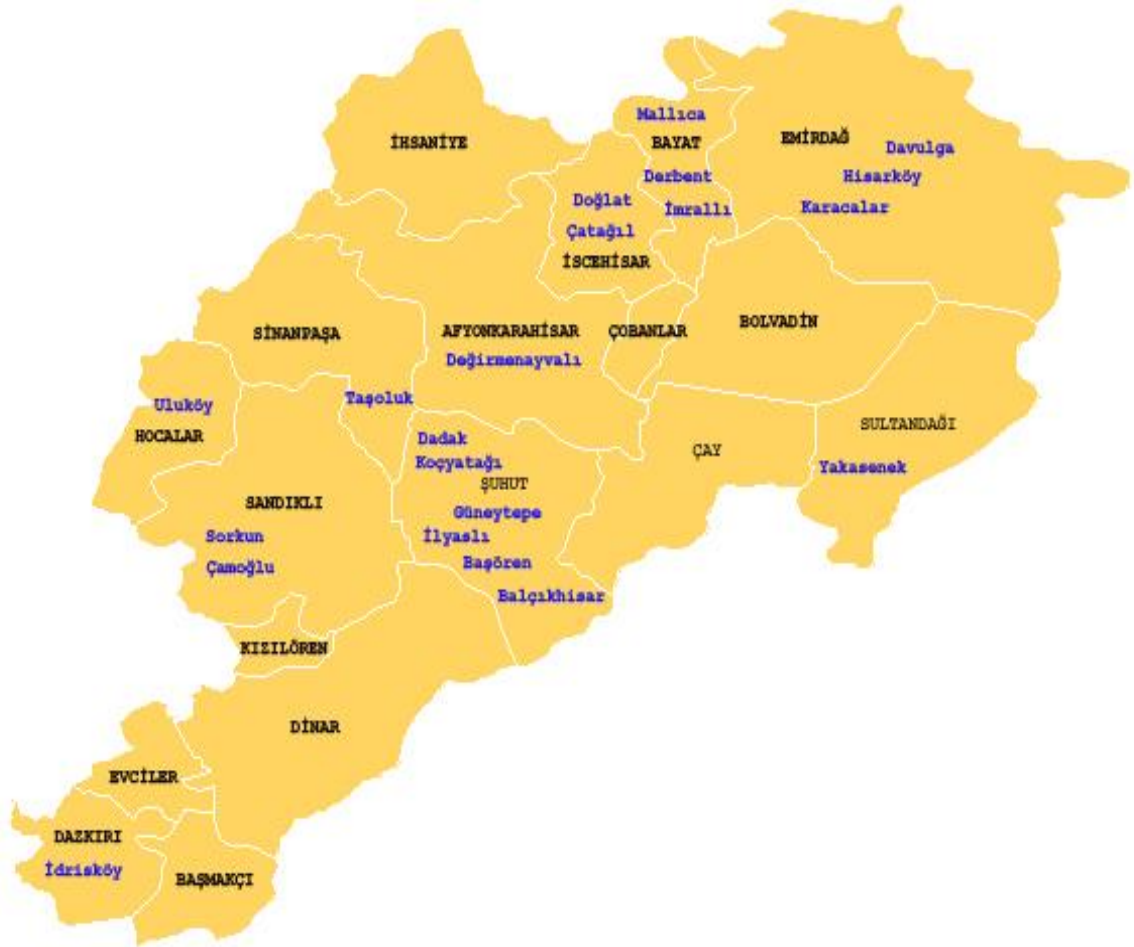 Mallıca
İHSANİYE
BAYAT
EMİRDAĞ
Davulga
Derbent
Hisarköy
Doğlat
İmrallı
Karacalar
Çatağıl
İSCEHİSAR
SİNANPAŞA
AFYONKARAHİSAR
ÇOBANLAR
BOLVADİN
Değirmenayvalı
Uluköy
Taşoluk
HOCALAR
Dadak
SULTANDAĞI
Koçyatağı
ÇAY
Yakasenek
ŞUHUT
SANDIKLI
Güneytepe
Sorkun
İlyaslı
Çamoğlu
Başören
Balçıkhisar
KIZILÖREN
DİNAR
EVCİLER
DAZKIRI
İdrisköy
BAŞMAKÇI